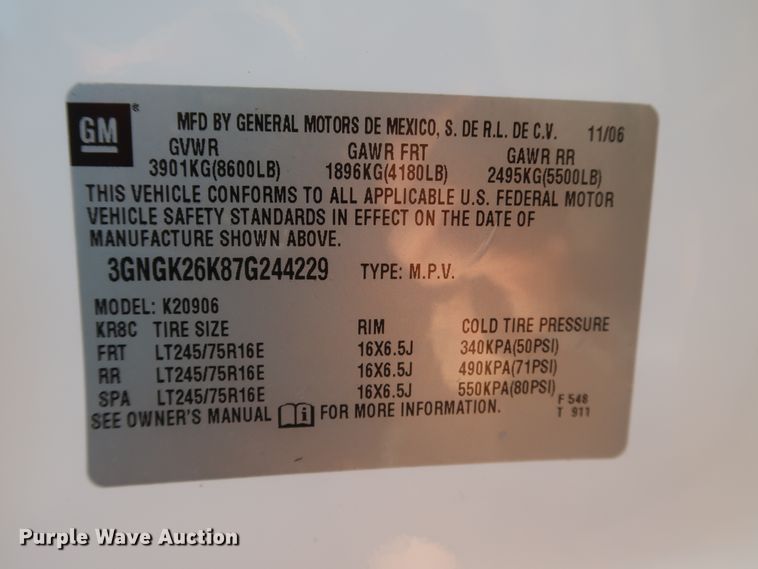 GM ®
MFD BY GENERAL MOTORS DE MEXICO, S. DE R.L. DE C.V. 11/06
GVWR GAWR FRT GAWR RR
3901KG(8600LB) 1896KG(4180LB) 2495KG(5500LB)
THIS VEHICLE CONFORMS TO ALL APPLICABLE U.S. FEDERAL MOTOR
VEHICLE SAFETY STANDARDS IN EFFECT ON THE DATE OF
MANUFACTURE SHOWN ABOVE.
3GNGK26K87G244229 TYPE: M.P.V.
MODEL: K20906
KR8C TIRE SIZE RIM COLD TIRE PRESSURE
FRT LT245/75R16E 16X6.5J 340KPA(50PSI)
RR LT245/75R16E 16X6.5J 490KPA(71PSI)
SPA LT245/75R16E 16X6.5J 550KPA(80PSI)
F 548
SEE OWNER'S MANUAL i FOR MORE INFORMATION. T 911
Purple Wave Auction